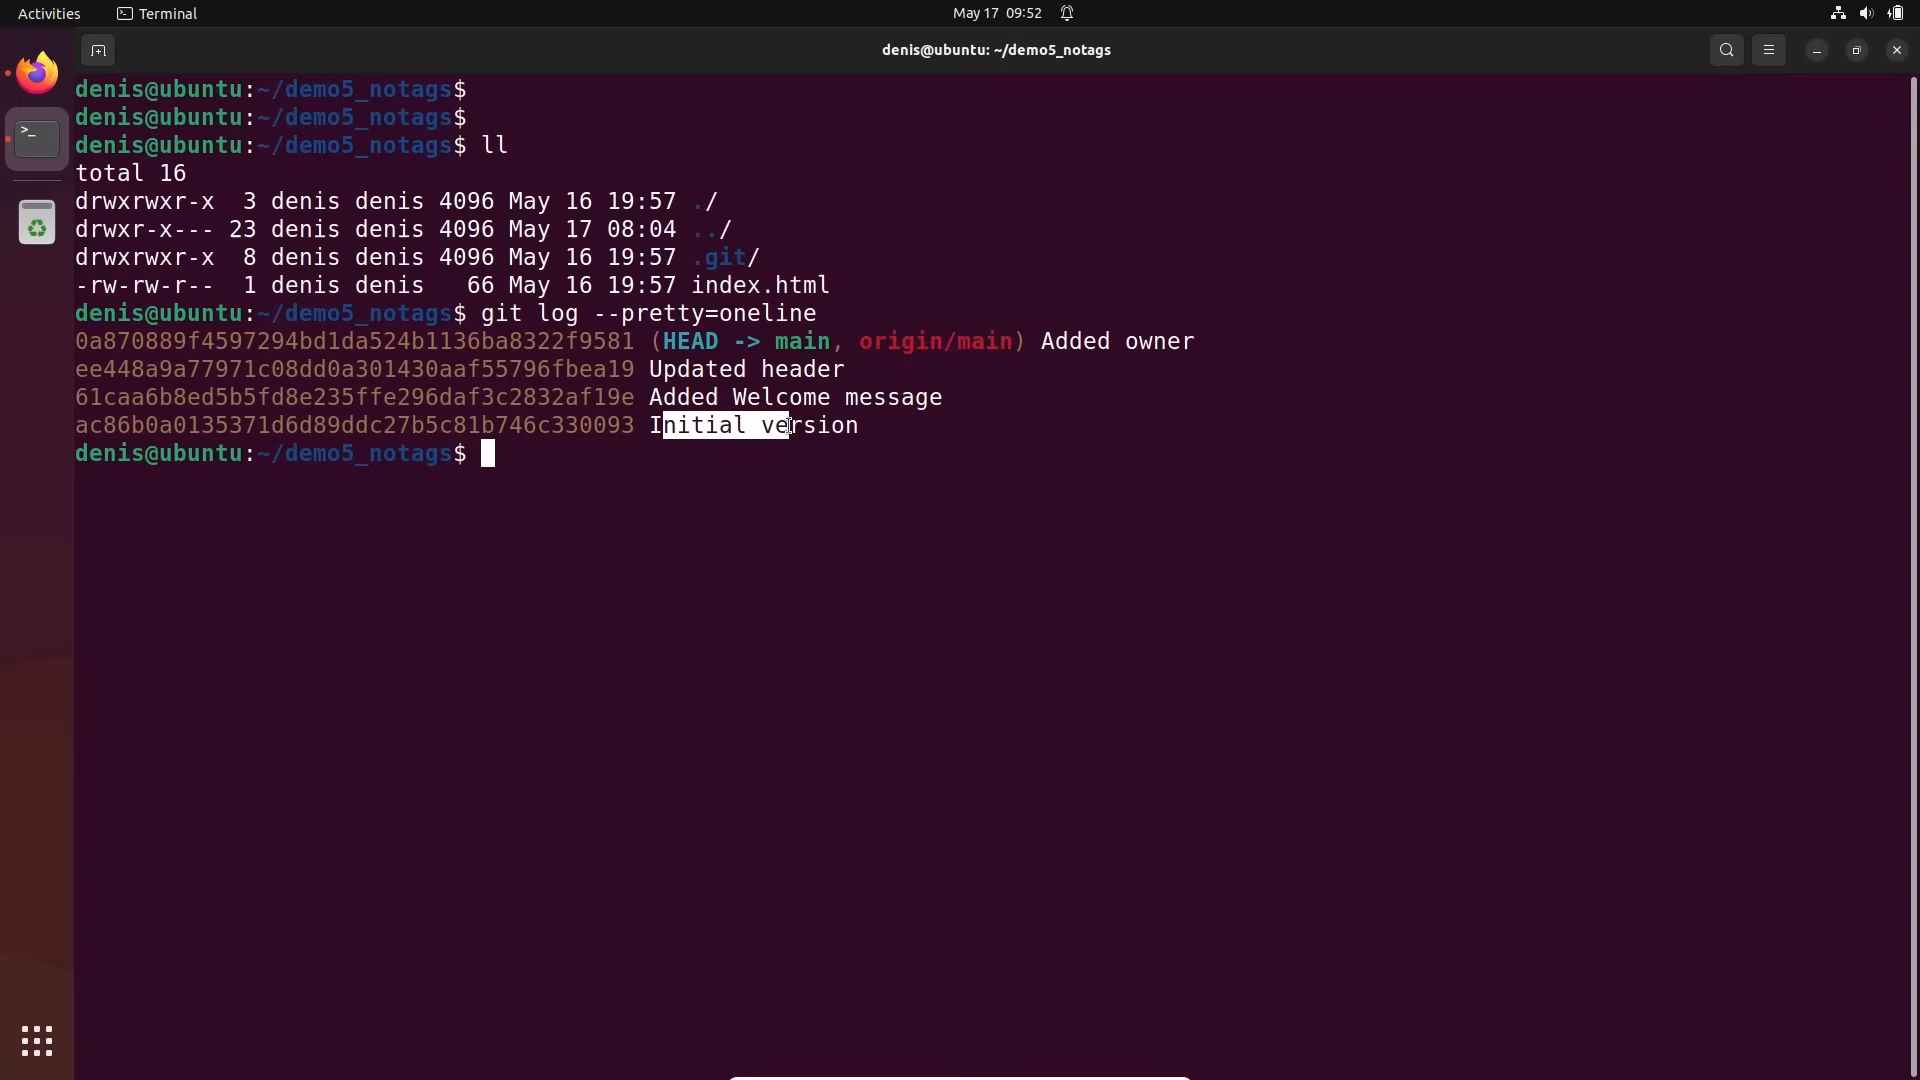 Activities Terminal May 17 09:52
denis@ubuntu: ~/demo5_notags
denis@ubuntu:~/demo5_notags$
denis@ubuntu:~/demo5_notags$
denis@ubuntu:~/demo5_notags$ ll
total 16
drwxrwxr-x  3 denis denis 4096 May 16 19:57 ./
drwxr-x--- 23 denis denis 4096 May 17 08:04 ../
drwxrwxr-x  8 denis denis 4096 May 16 19:57 .git/
-rw-rw-r--  1 denis denis   66 May 16 19:57 index.html
denis@ubuntu:~/demo5_notags$ git log --pretty=oneline
0a870889f4597294bd1da524b1136ba8322f9581 (HEAD -> main, origin/main) Added owner
ee448a9a77971c08dd0a301430aaf55796fbea19 Updated header
61caa6b8ed5b5fd8e235ffe296daf3c2832af19e Added Welcome message
ac86b0a0135371d6d89ddc27b5c81b746c330093 Initial version
denis@ubuntu:~/demo5_notags$